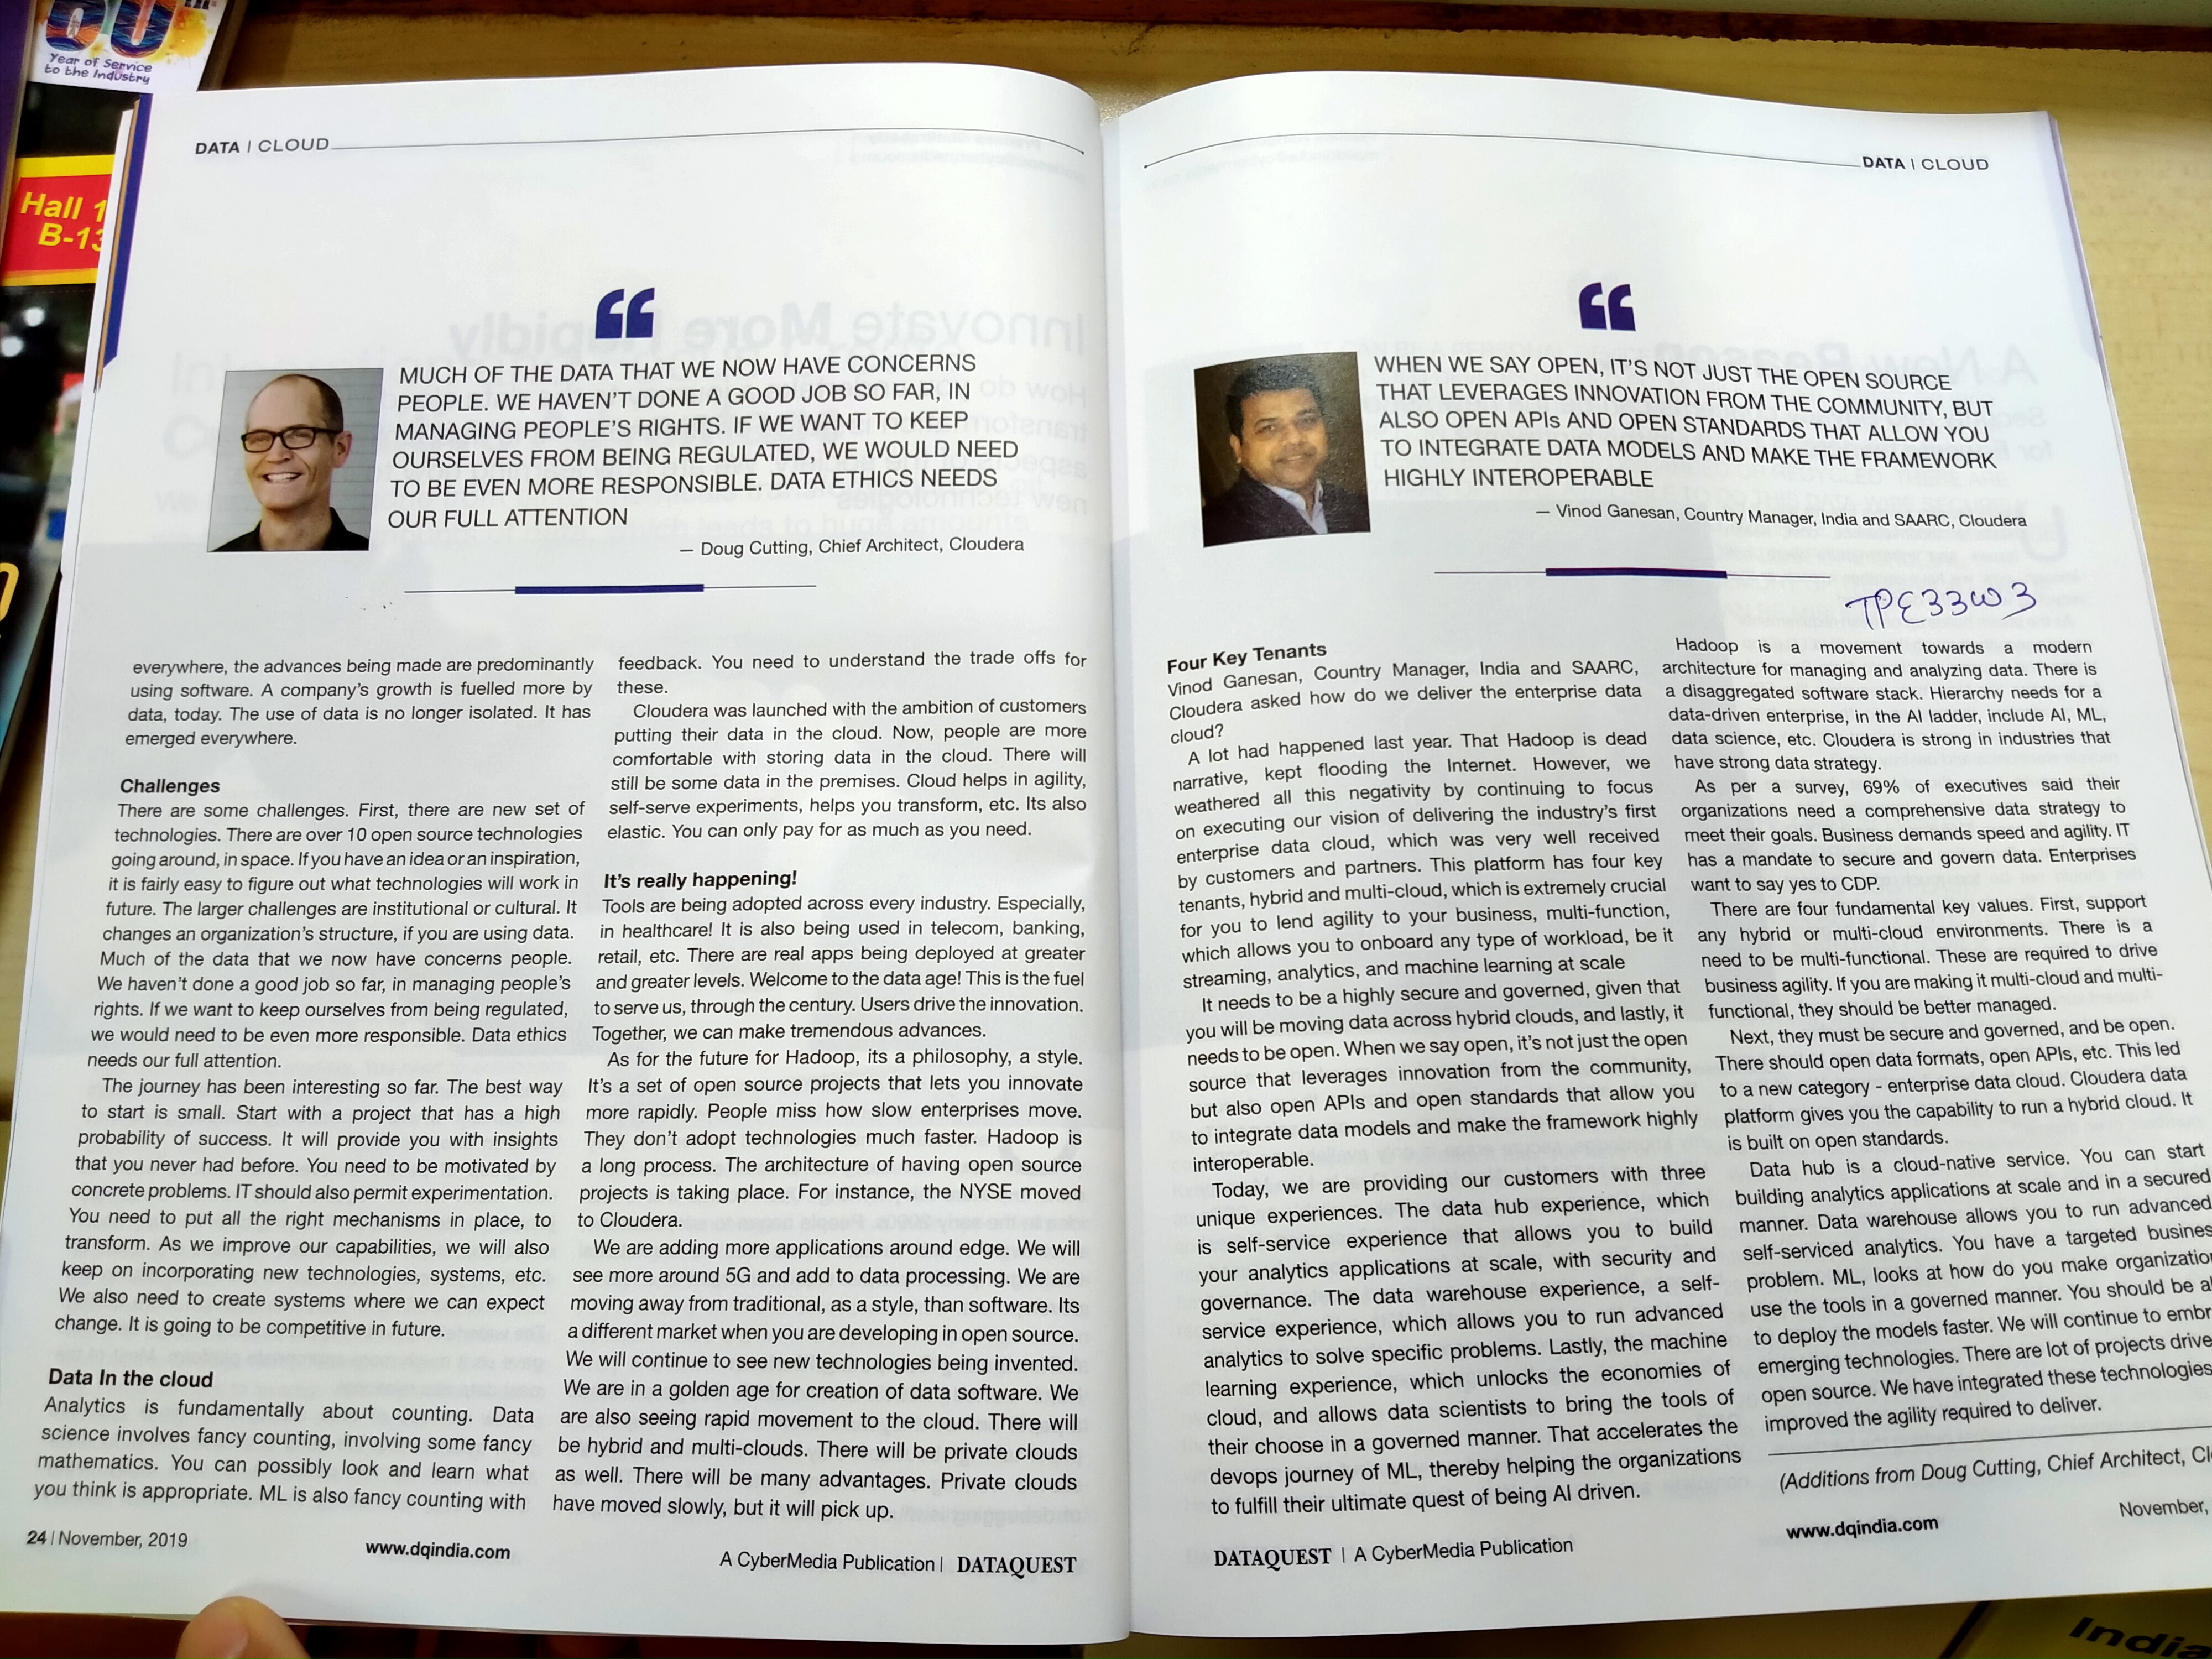 Year of Service
to the Industry
Hall 1
B-13
DATA | CLOUD
MUCH OF THE DATA THAT WE NOW HAVE CONCERNS
PEOPLE. WE HAVEN'T DONE A GOOD JOB SO FAR, IN
MANAGING PEOPLE'S RIGHTS. IF WE WANT TO KEEP
OURSELVES FROM BEING REGULATED, WE WOULD NEED
TO BE EVEN MORE RESPONSIBLE. DATA ETHICS NEEDS
OUR FULL ATTENTION
— Doug Cutting, Chief Architect, Cloudera
everywhere, the advances being made are predominantly
using software. A company's growth is fuelled more by
data, today. The use of data is no longer isolated. It has
emerged everywhere.
Challenges
There are some challenges. First, there are new set of
technologies. There are over 10 open source technologies
going around, in space. If you have an idea or an inspiration,
it is fairly easy to figure out what technologies will work in
future. The larger challenges are institutional or cultural. It
changes an organization's structure, if you are using data.
Much of the data that we now have concerns people.
We haven't done a good job so far, in managing people's
rights. If we want to keep ourselves from being regulated,
we would need to be even more responsible. Data ethics
needs our full attention.
The journey has been interesting so far. The best way
to start is small. Start with a project that has a high
probability of success. It will provide you with insights
that you never had before. You need to be motivated by
concrete problems. IT should also permit experimentation.
You need to put all the right mechanisms in place, to
transform. As we improve our capabilities, we will also
keep on incorporating new technologies, systems, etc.
We also need to create systems where we can expect
change. It is going to be competitive in future.
Data In the cloud
Analytics is fundamentally about counting. Data
science involves fancy counting, involving some fancy
mathematics. You can possibly look and learn what
you think is appropriate. ML is also fancy counting with
feedback. You need to understand the trade offs for
these.
Cloudera was launched with the ambition of customers
putting their data in the cloud. Now, people are more
comfortable with storing data in the cloud. There will
still be some data in the premises. Cloud helps in agility,
self-serve experiments, helps you transform, etc. Its also
elastic. You can only pay for as much as you need.
It's really happening!
Tools are being adopted across every industry. Especially,
in healthcare! It is also being used in telecom, banking,
retail, etc. There are real apps being deployed at greater
and greater levels. Welcome to the data age! This is the fuel
to serve us, through the century. Users drive the innovation.
Together, we can make tremendous advances.
As for the future for Hadoop, its a philosophy, a style.
It's a set of open source projects that lets you innovate
more rapidly. People miss how slow enterprises move.
They don't adopt technologies much faster. Hadoop is
a long process. The architecture of having open source
projects is taking place. For instance, the NYSE moved
to Cloudera.
We are adding more applications around edge. We will
see more around 5G and add to data processing. We are
moving away from traditional, as a style, than software. Its
a different market when you are developing in open source.
We will continue to see new technologies being invented.
We are in a golden age for creation of data software. We
are also seeing rapid movement to the cloud. There will
be hybrid and multi-clouds. There will be private clouds
as well. There will be many advantages. Private clouds
have moved slowly, but it will pick up.
24 | November, 2019
www.dqindia.com
A CyberMedia Publication | DATAQUEST
DATA | CLOUD
WHEN WE SAY OPEN, IT'S NOT JUST THE OPEN SOURCE
THAT LEVERAGES INNOVATION FROM THE COMMUNITY, BUT
ALSO OPEN APIs AND OPEN STANDARDS THAT ALLOW YOU
TO INTEGRATE DATA MODELS AND MAKE THE FRAMEWORK
HIGHLY INTEROPERABLE
— Vinod Ganesan, Country Manager, India and SAARC, Cloudera
TPE33W3
Four Key Tenants
Vinod Ganesan, Country Manager, India and SAARC,
Cloudera asked how do we deliver the enterprise data
cloud?
A lot had happened last year. That Hadoop is dead
narrative, kept flooding the Internet. However, we
weathered all this negativity by continuing to focus
on executing our vision of delivering the industry's first
enterprise data cloud, which was very well received
by customers and partners. This platform has four key
tenants, hybrid and multi-cloud, which is extremely crucial
for you to lend agility to your business, multi-function,
which allows you to onboard any type of workload, be it
streaming, analytics, and machine learning at scale
It needs to be a highly secure and governed, given that
you will be moving data across hybrid clouds, and lastly, it
needs to be open. When we say open, it's not just the open
source that leverages innovation from the community,
but also open APIs and open standards that allow you
to integrate data models and make the framework highly
interoperable.
Today, we are providing our customers with three
unique experiences. The data hub experience, which
is self-service experience that allows you to build
your analytics applications at scale, with security and
governance. The data warehouse experience, a self-
service experience, which allows you to run advanced
analytics to solve specific problems. Lastly, the machine
learning experience, which unlocks the economies of
cloud, and allows data scientists to bring the tools of
their choose in a governed manner. That accelerates the
devops journey of ML, thereby helping the organizations
to fulfill their ultimate quest of being AI driven.
Hadoop is a movement towards a modern
architecture for managing and analyzing data. There is
a disaggregated software stack. Hierarchy needs for a
data-driven enterprise, in the AI ladder, include AI, ML,
data science, etc. Cloudera is strong in industries that
have strong data strategy.
As per a survey, 69% of executives said their
organizations need a comprehensive data strategy to
meet their goals. Business demands speed and agility. IT
has a mandate to secure and govern data. Enterprises
want to say yes to CDP.
There are four fundamental key values. First, support
any hybrid or multi-cloud environments. There is a
need to be multi-functional. These are required to drive
business agility. If you are making it multi-cloud and multi-
functional, they should be better managed.
Next, they must be secure and governed, and be open.
There should open data formats, open APIs, etc. This led
to a new category - enterprise data cloud. Cloudera data
platform gives you the capability to run a hybrid cloud. It
is built on open standards.
Data hub is a cloud-native service. You can start
building analytics applications at scale and in a secured
manner. Data warehouse allows you to run advanced
self-serviced analytics. You have a targeted busines
problem. ML, looks at how do you make organizatio
use the tools in a governed manner. You should be a
to deploy the models faster. We will continue to embr
emerging technologies. There are lot of projects drive
open source. We have integrated these technologies
improved the agility required to deliver.
(Additions from Doug Cutting, Chief Architect, Cl
November,
www.dqindia.com
DATAQUEST | A CyberMedia Publication
India